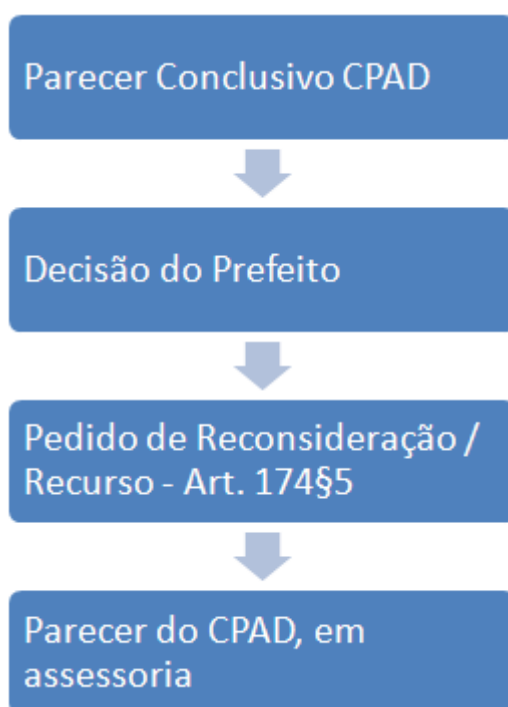 Parecer Conclusivo CPAD
Decisão do Prefeito
Pedido de Reconsideração /
Recurso - Art. 174§5
Parecer do CPAD, em
assessoria